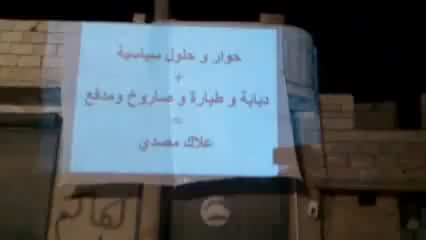 حوار و حلول سياسية
+
دبابة و طيارة و صاروخ ومدفع
=
علاك مصدي